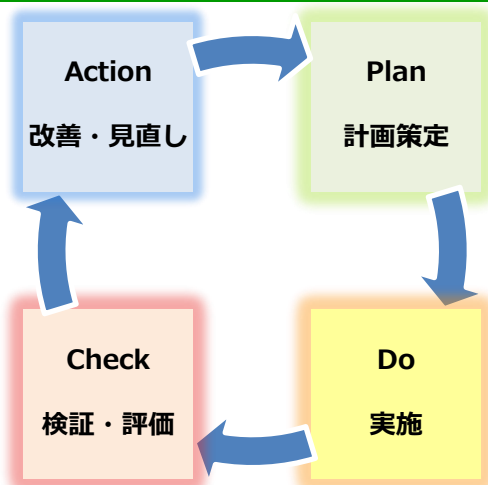 Action
改善・見直し
Plan
計画策定
Check
検証・評価
Do
実施